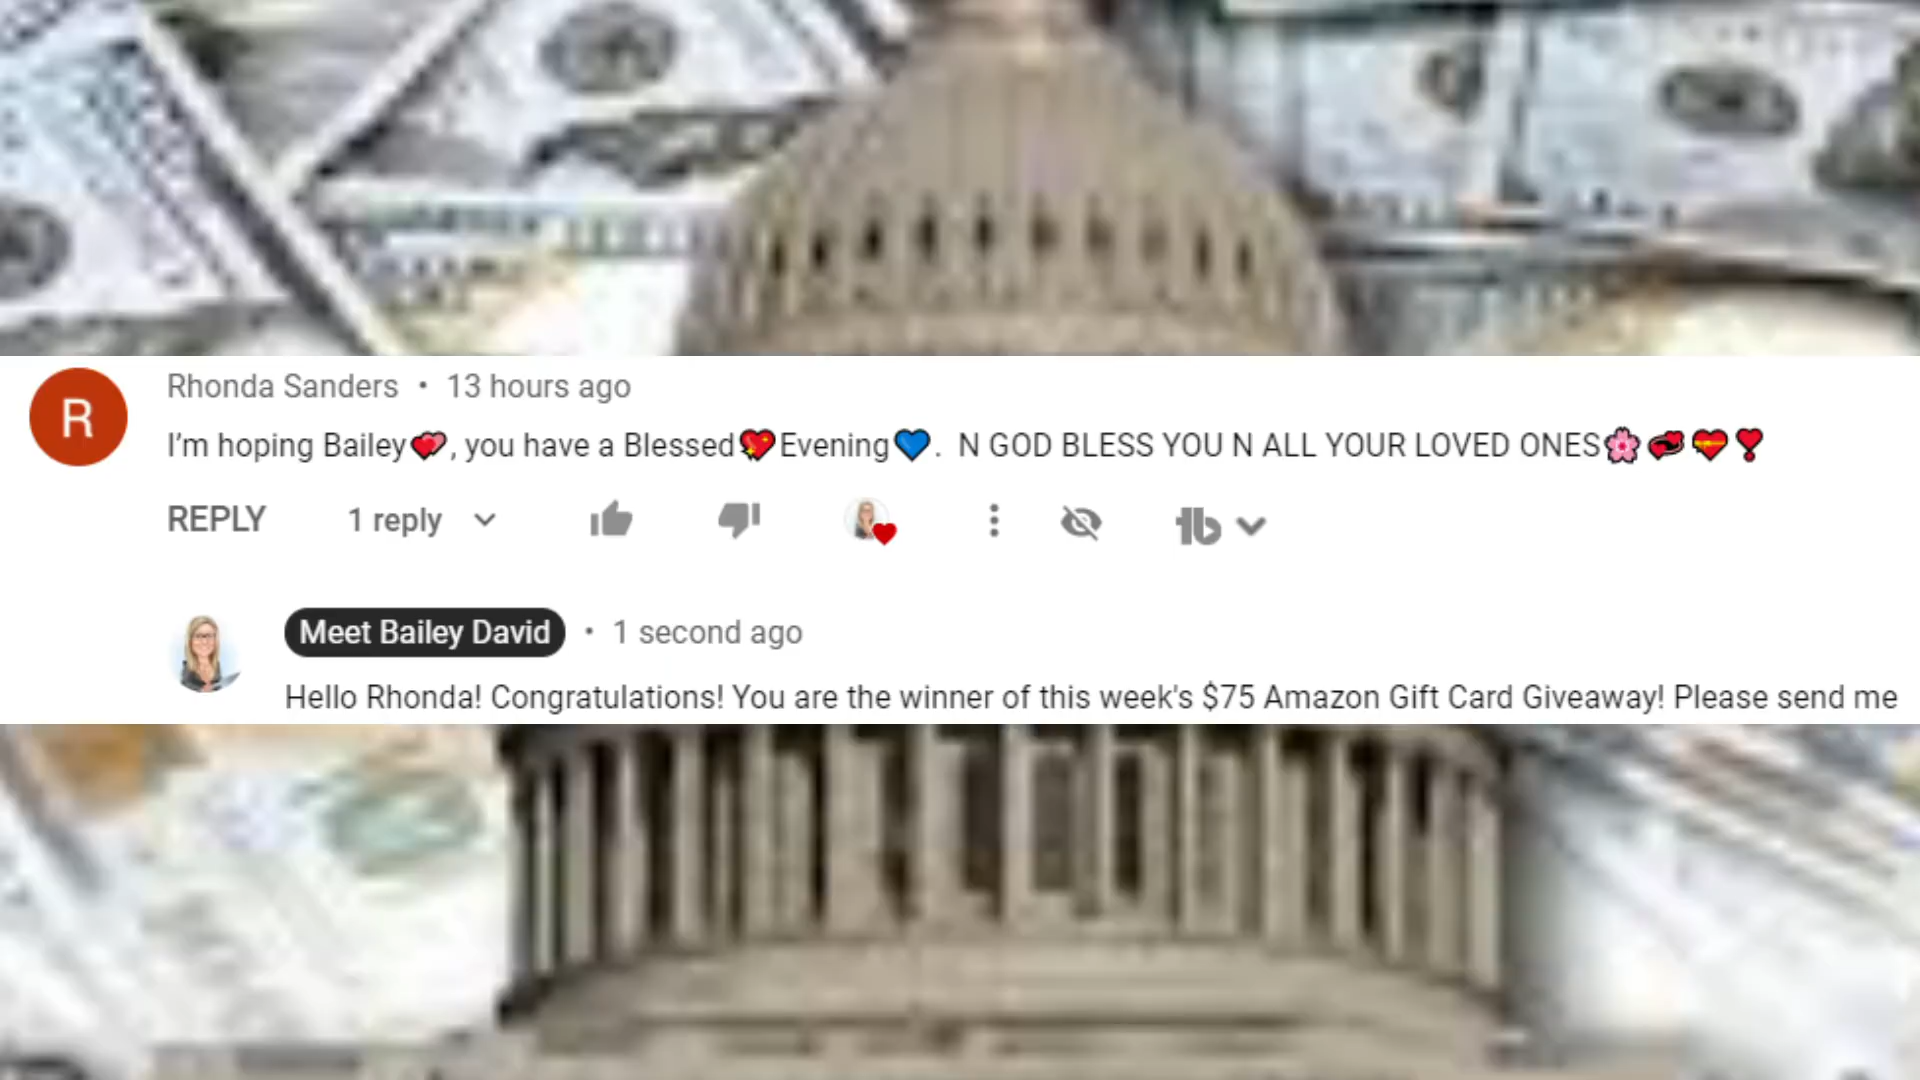 R
Rhonda Sanders • 13 hours ago
I'm hoping Bailey💞, you have a Blessed💖Evening💙. N GOD BLESS YOU N ALL YOUR LOVED ONES🌸💞💝❣️
REPLY 1 reply
Meet Bailey David • 1 second ago
Hello Rhonda! Congratulations! You are the winner of this week's $75 Amazon Gift Card Giveaway! Please send me